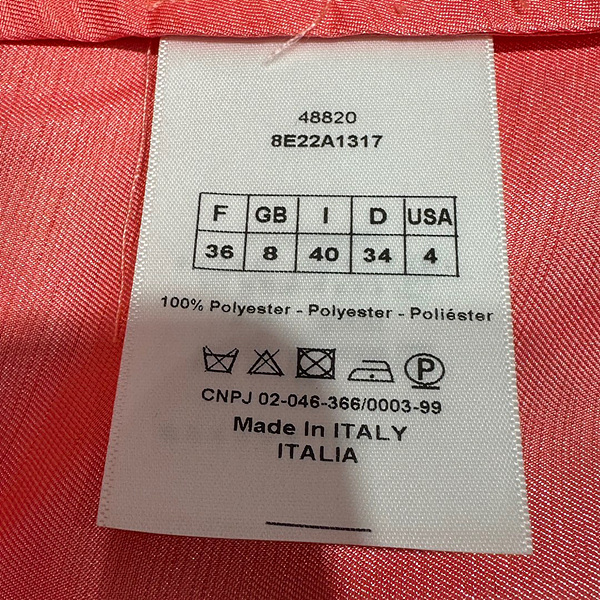 48820
8E22A1317
F GB I D USA
36 8 40 34 4
100% Polyester - Polyester - Poliéster
P
CNPJ 02-046-366/0003-99
Made In ITALY
ITALIA